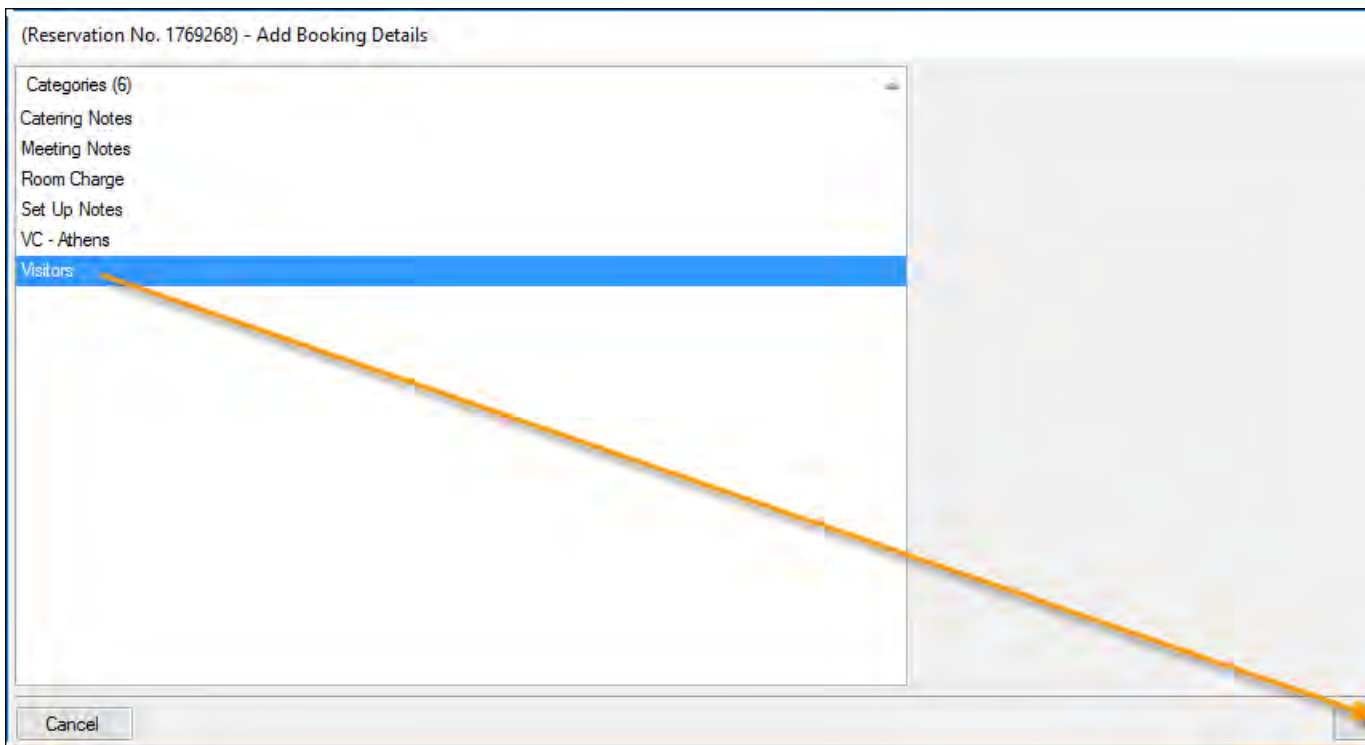 (Reservation No. 1769268) - Add Booking Details
Categories (6)
Catering Notes
Meeting Notes
Room Charge
Set Up Notes
VC - Athens
Visitors
Cancel